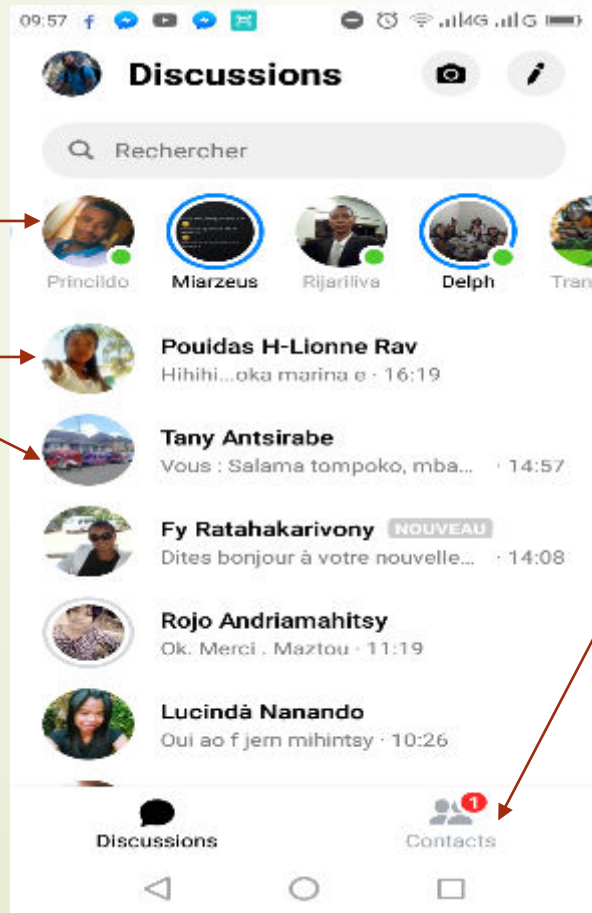 09:57 4G G
Discussions
Rechercher
Princildo Miarzeus Rijariliva Delph Tran
Pouidas H-Lionne Rav
Hihihi...oka marina e · 16:19
Tany Antsirabe
Vous : Salama tompoko, mba... · 14:57
Fy Ratahakarivony NOUVEAU
Dites bonjour à votre nouvelle... · 14:08
Rojo Andriamahitsy
Ok. Merci . Maztou · 11:19
Lucindà Nanando
Oui ao f jern mihintsy · 10:26
1
Discussions Contacts